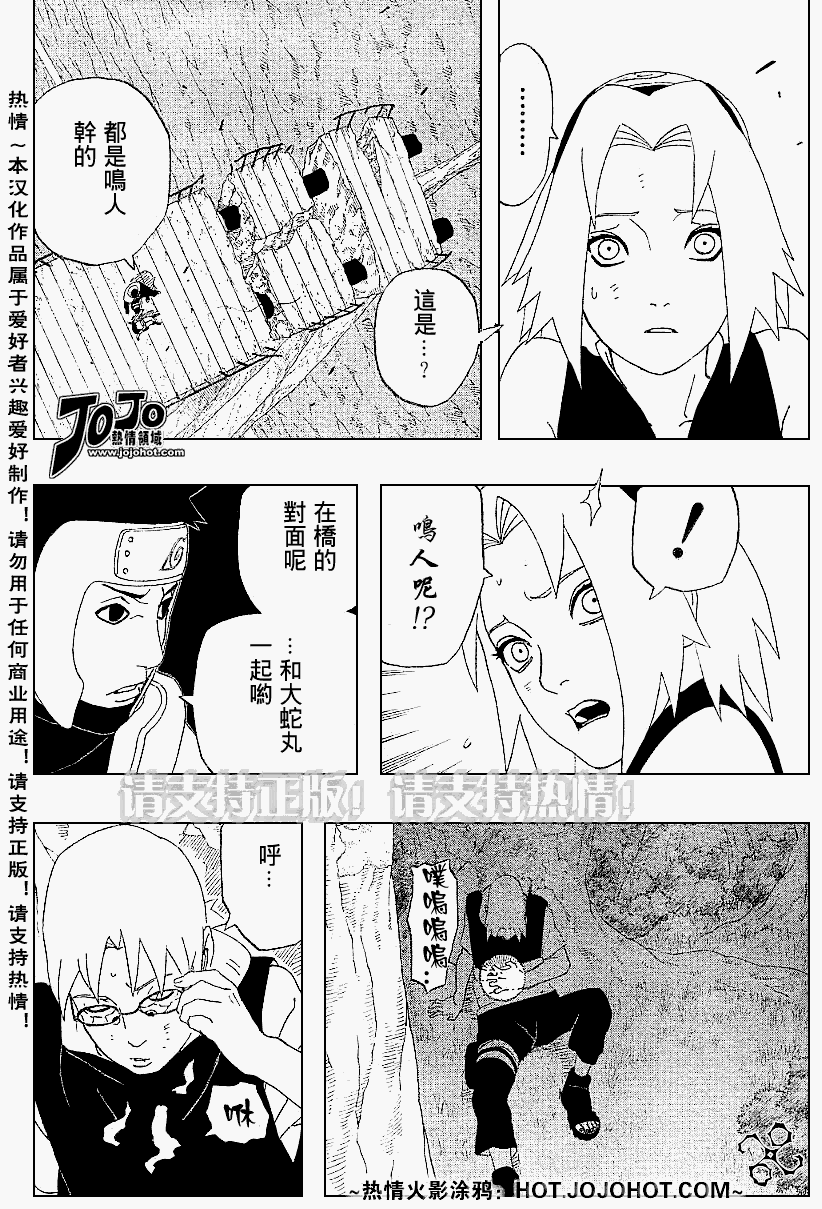 ………
這是…？
都是鳴人
幹的
！
鳴人呢！？
在橋的
對面呢
…和大蛇丸
一起喲
噗嗚嗚嗚…
呼…
咻
JOJO
熱情領域
www.jojohot.com
热情～本汉化作品属于爱好者兴趣爱好制作！请勿用于任何商业用途！请支持正版！请支持热情！
请支持正版！请支持热情！
~热情火影涂鸦：HOT.JOJOHOT.COM~